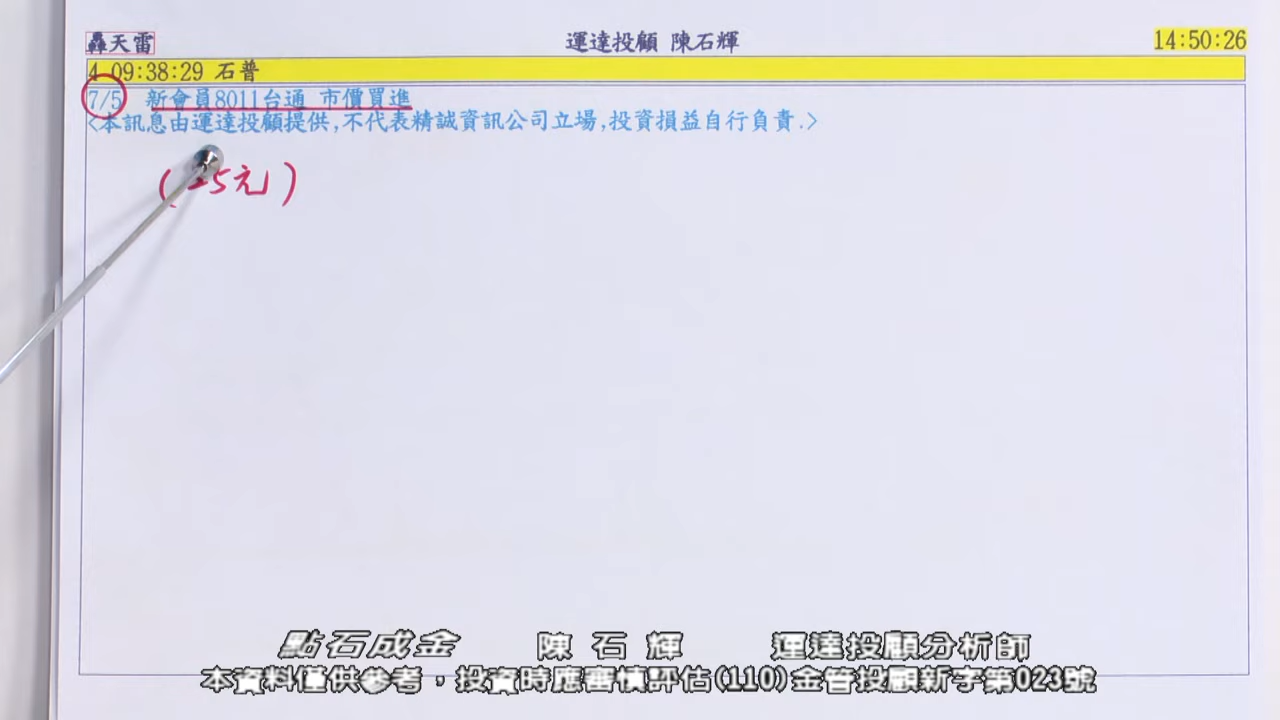 轟天雷 運達投顧 陳石輝 14:50:26
4 09:38:29 石普
7/5 新會員8011台通 市價買進
<本訊息由運達投顧提供,不代表精誠資訊公司立場,投資損益自行負責.>
(25元)
點石成金 陳石輝 運達投顧分析師
本資料僅供參考，投資時應審慎評估(110)金管投顧新字第023號